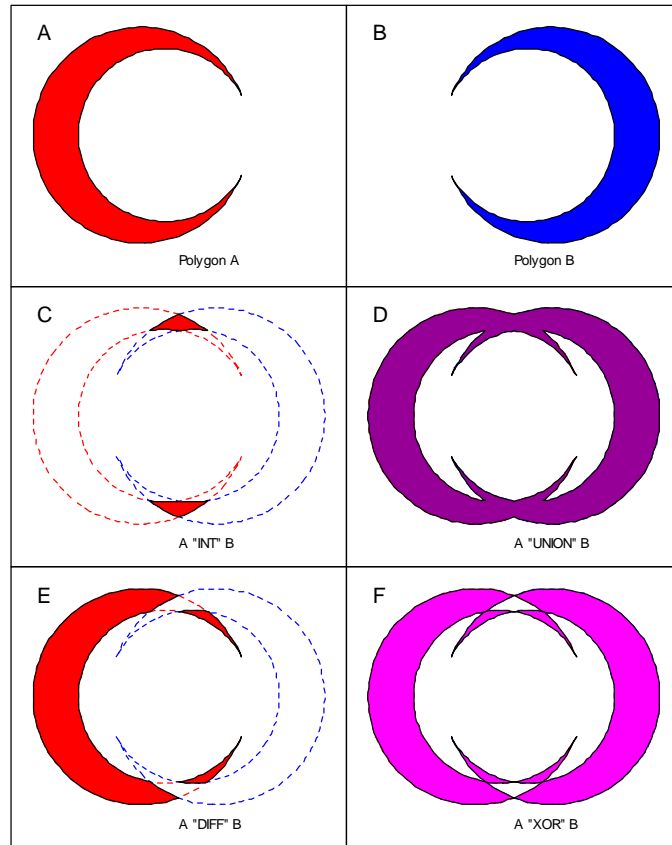 A
Polygon A
B
Polygon B
C
A "INT" B
D
A "UNION" B
E
A "DIFF" B
F
A "XOR" B